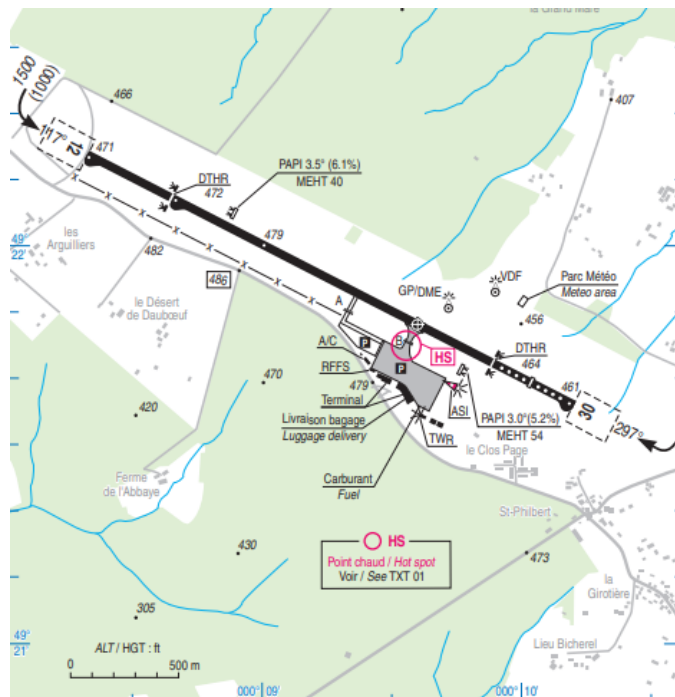 la Grand Mare
1500
(1000)
117°
12
466
407
471
PAPI 3.5° (6.1%)
MEHT 40
DTHR
472
les
Arguilliers
482
479
49°
22'
486
GP/DME
VDF
Parc Météo
Meteo area
le Désert
de Daubœuf
A
456
B
HS
DTHR
464
A/C
P
RFFS
P
470
479
461
30
297°
420
Terminal
Livraison bagage
Luggage delivery
ASI
PAPI 3.0°(5.2%)
MEHT 54
TWR
le Clos Page
Ferme
de l'Abbaye
Carburant
Fuel
St-Philbert
HS
Point chaud / Hot spot
Voir / See TXT 01
430
473
la
Girotière
305
Lieu Bicherel
49°
21
ALT / HGT : ft
0 500 m
000° 09'
000° 10'